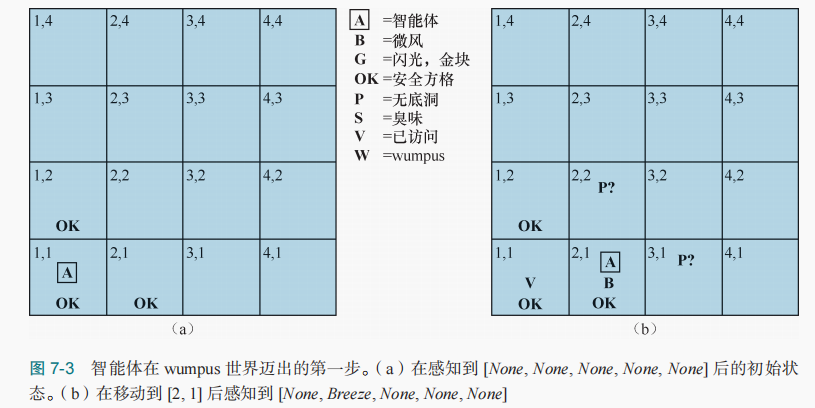 1,4 2,4 3,4 4,4
1,3 2,3 3,3 4,3
1,2 2,2 3,2 4,2
OK
1,1 2,1 3,1 4,1
A
OK OK
(a)
A =智能体
B =微风
G =闪光，金块
OK =安全方格
P =无底洞
S =臭味
V =已访问
W =wumpus
1,4 2,4 3,4 4,4
1,3 2,3 3,3 4,3
1,2 2,2 3,2 4,2
P?
OK
1,1 2,1 3,1 4,1
A P?
V B
OK OK
(b)
图 7-3 智能体在 wumpus 世界迈出的第一步。（a）在感知到 [None, None, None, None, None] 后的初始状
态。（b）在移动到 [2, 1] 后感知到 [None, Breeze, None, None, None]